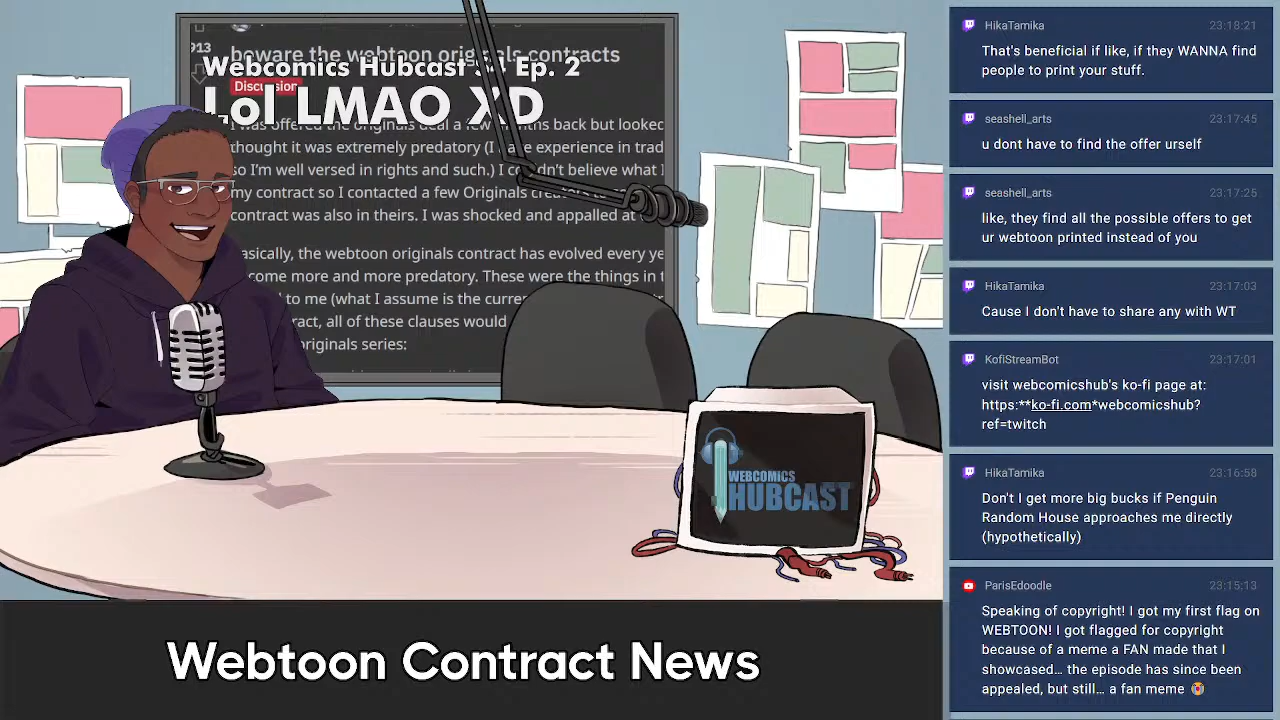 913
beware the webtoon originals contracts
Webcomics Hubcast Ep. 2
Discussion
Lol LMAO XD
I was offered the originals deal a few months back but looked
thought it was extremely predatory (I have experience in trad
so I'm well versed in rights and such.) I couldn't believe what I
my contract so I contacted a few Originals creators to
contract was also in theirs. I was shocked and appalled at
asically, the webtoon originals contract has evolved every ye
come more and more predatory. These were the things in t
to me (what I assume is the curre
ract, all of these clauses would
originals series:
WEBCOMICS
HUBCAST
Webtoon Contract News
HikaTamika 23:18:21
That's beneficial if like, if they WANNA find
people to print your stuff.
seashell_arts 23:17:45
u dont have to find the offer urself
seashell_arts 23:17:25
like, they find all the possible offers to get
ur webtoon printed instead of you
HikaTamika 23:17:03
Cause I don't have to share any with WT
KofiStreamBot 23:17:01
visit webcomicshub's ko-fi page at:
https:**ko-fi.com*webcomicshub?
ref=twitch
HikaTamika 23:16:58
Don't I get more big bucks if Penguin
Random House approaches me directly
(hypothetically)
ParisEdoodle 23:15:13
Speaking of copyright! I got my first flag on
WEBTOON! I got flagged for copyright
because of a meme a FAN made that I
showcased… the episode has since been
appealed, but still… a fan meme